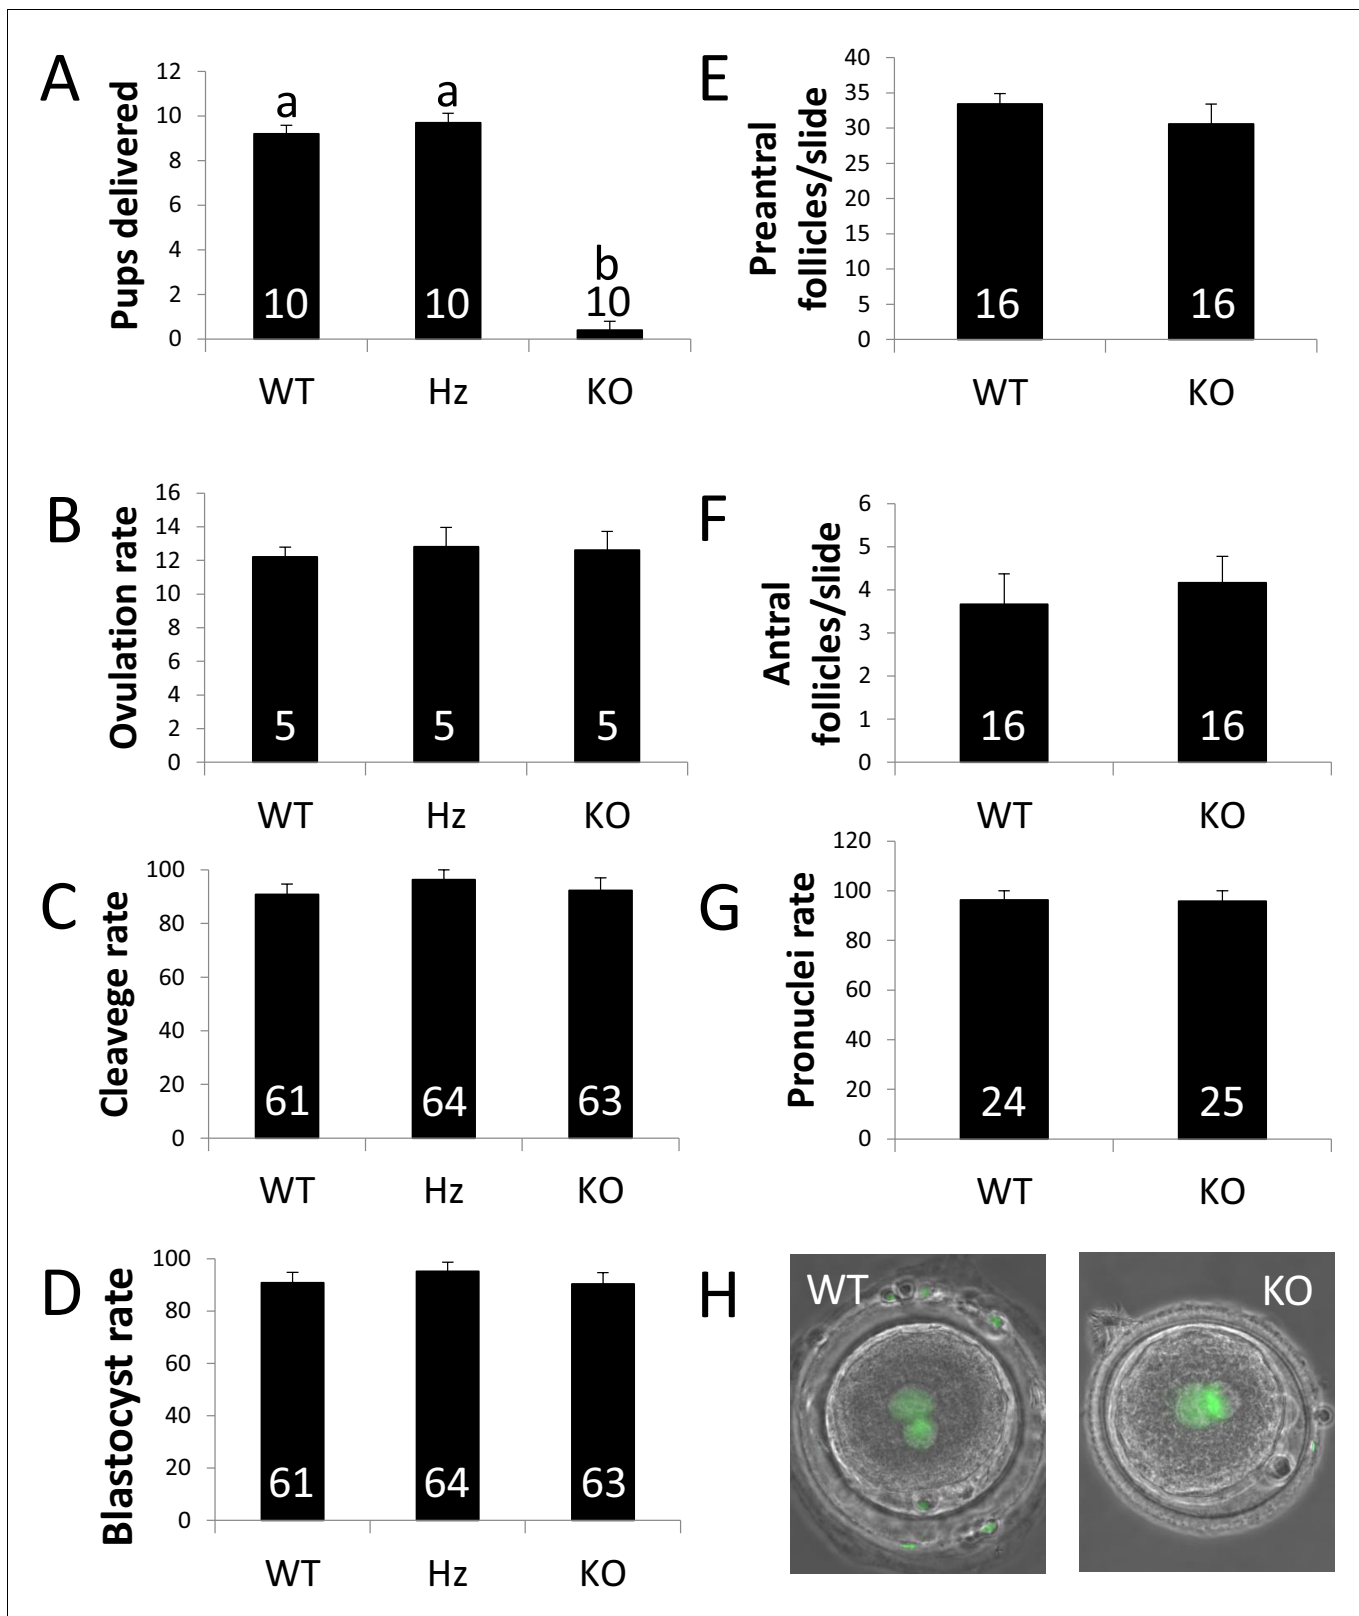 A
Pups delivered
12
10
8
6
4
2
0
a
a
b
10
10
10
WT
Hz
KO
E
Preantral
follicles/slide
40
35
30
33
20
15
10
5
0
16
16
WT
KO
B
Ovulation rate
16
14
12
10
8
6
4
2
0
5
5
5
WT
Hz
KO
F
Antral
follicles/slide
6
5
4
3
2
1
0
16
16
WT
KO
C
Cleavege rate
100
80
60
40
20
0
61
64
63
WT
Hz
KO
G
Pronuclei rate
120
100
80
60
40
20
0
24
25
WT
KO
D
Blastocyst rate
100
80
60
40
20
0
61
64
63
WT
Hz
KO
H
WT
KO